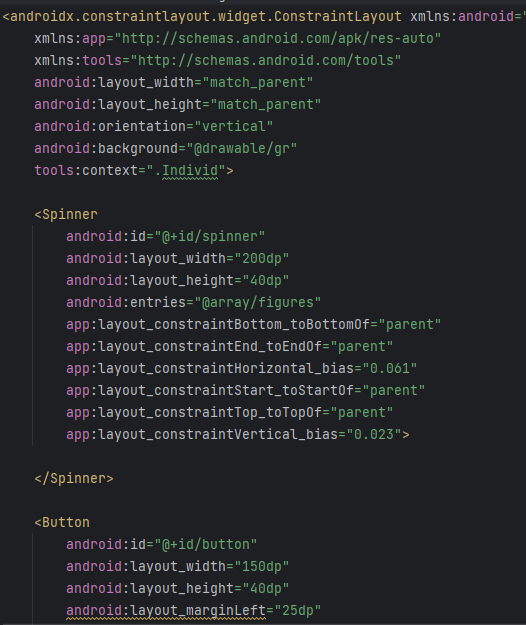 <androidx.constraintlayout.widget.ConstraintLayout xmlns:android="
    xmlns:app="http://schemas.android.com/apk/res-auto"
    xmlns:tools="http://schemas.android.com/tools"
    android:layout_width="match_parent"
    android:layout_height="match_parent"
    android:orientation="vertical"
    android:background="@drawable/gr"
    tools:context=".Individ">

    <Spinner
        android:id="@+id/spinner"
        android:layout_width="200dp"
        android:layout_height="40dp"
        android:entries="@array/figures"
        app:layout_constraintBottom_toBottomOf="parent"
        app:layout_constraintEnd_toEndOf="parent"
        app:layout_constraintHorizontal_bias="0.061"
        app:layout_constraintStart_toStartOf="parent"
        app:layout_constraintTop_toTopOf="parent"
        app:layout_constraintVertical_bias="0.023">

    </Spinner>

    <Button
        android:id="@+id/button"
        android:layout_width="150dp"
        android:layout_height="40dp"
        android:layout_marginLeft="25dp"